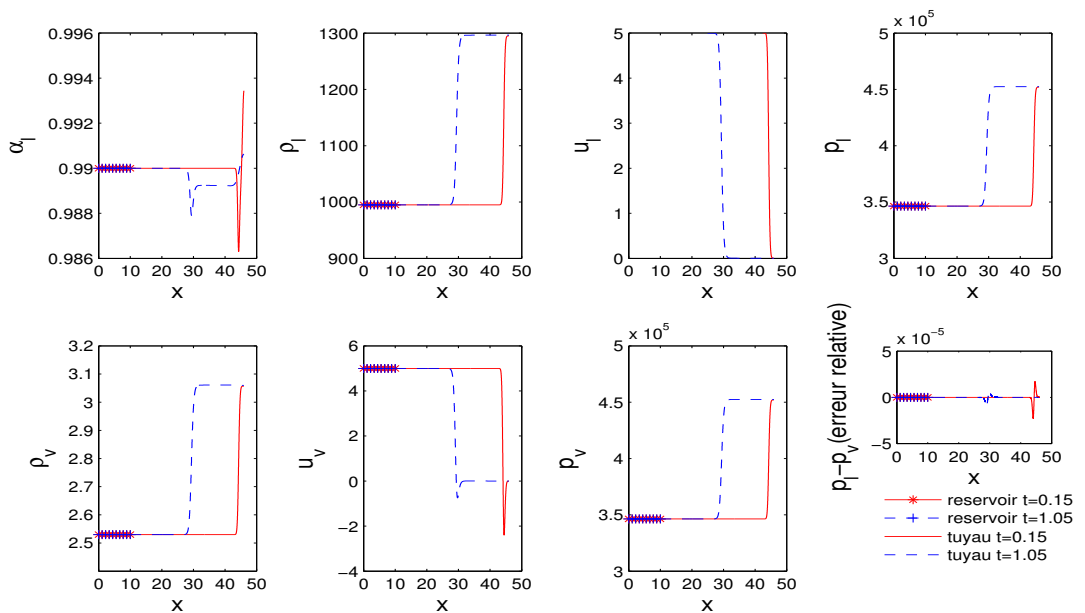 0.996
0.994
0.992
0.99
0.988
0.986
α_l
0 10 20 30 40 50
x
1300
1200
1100
1000
900
ρ_l
0 10 20 30 40 50
x
5
4
3
2
1
0
u_l
0 10 20 30 40 50
x
x 10^5
5
4.5
4
3.5
3
p_l
0 10 20 30 40 50
x
3.2
3.1
3
2.9
2.8
2.7
2.6
2.5
ρ_v
0 10 20 30 40 50
x
6
4
2
0
−2
−4
u_v
0 10 20 30 40 50
x
x 10^5
5
4.5
4
3.5
3
p_v
0 10 20 30 40 50
x
x 10^−5
5
0
−5
p_l−p_v(erreur relative)
0 10 20 30 40 50
x
reservoir t=0.15
reservoir t=1.05
tuyau t=0.15
tuyau t=1.05